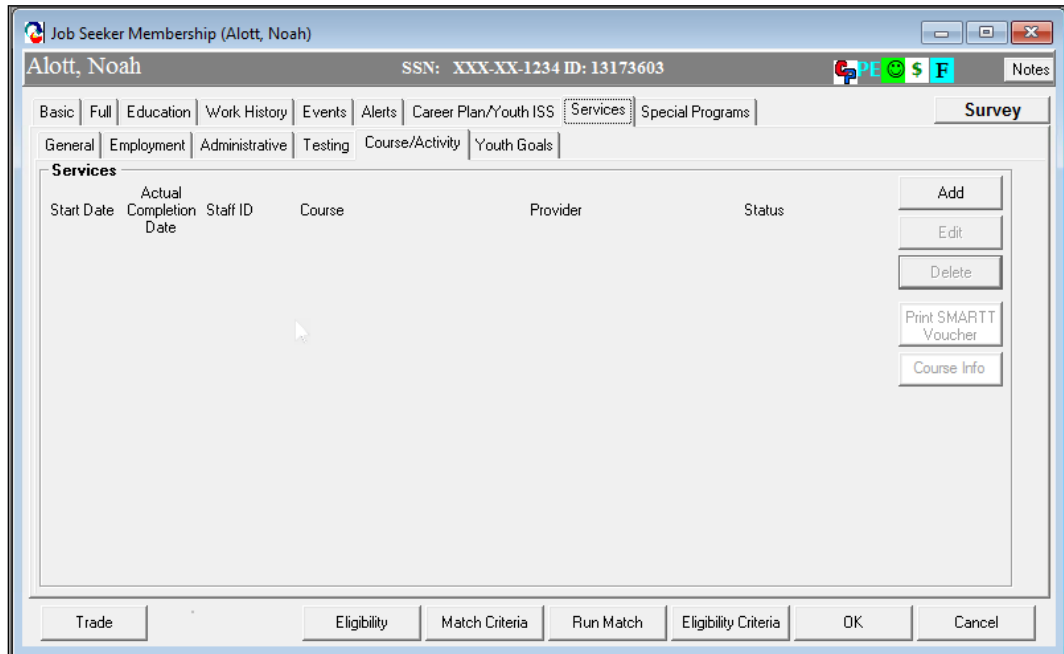 Job Seeker Membership (Alott, Noah)
Alott, Noah SSN: XXX-XX-1234 ID: 13173603 PE $ F Notes
Basic Full Education Work History Events Alerts Career Plan/Youth ISS Services Special Programs Survey
General Employment Administrative Testing Course/Activity Youth Goals
Services
Start Date Actual Completion Date Staff ID Course Provider Status
Add
Edit
Delete
Print SMARTT
Voucher
Course Info
Trade Eligibility Match Criteria Run Match Eligibility Criteria OK Cancel